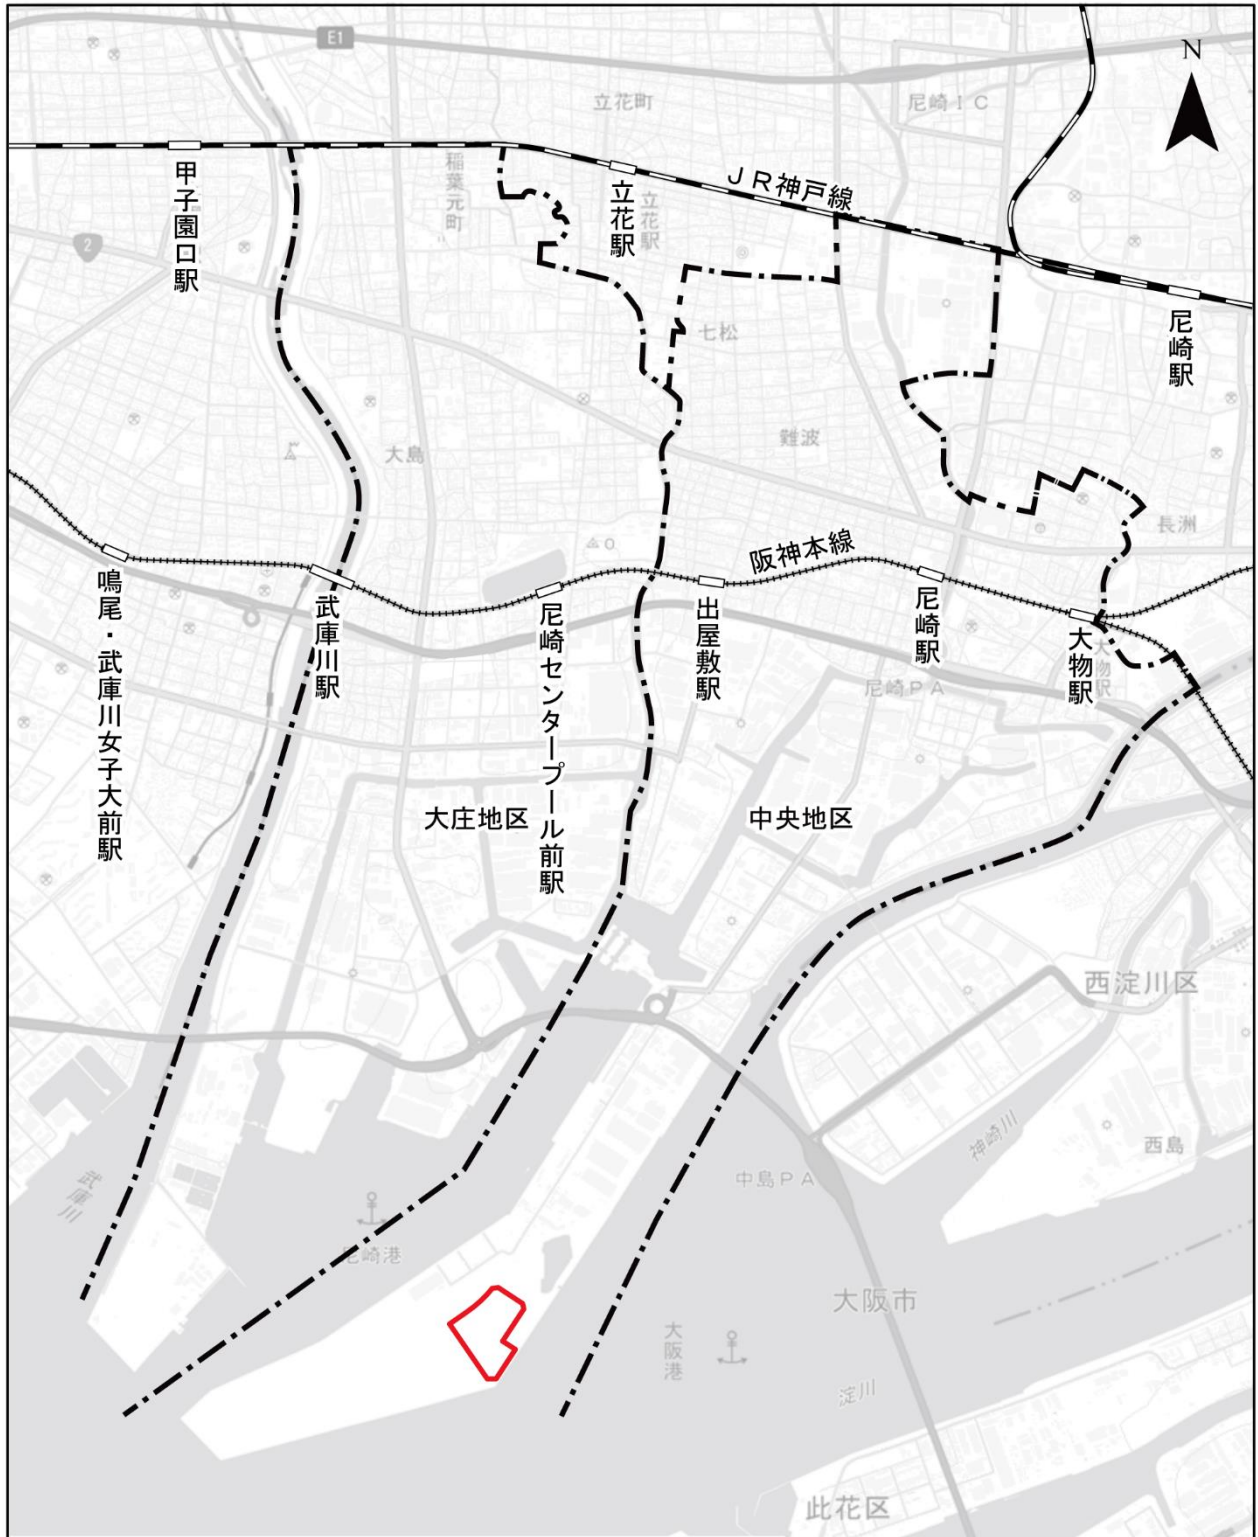 E1
N
立花町
尼崎IC
甲子園口駅
稲葉元町
立花駅
立花駅
JR神戸線
2
尼崎駅
七松
大島
難波
長洲
阪神本線
鳴尾・武庫川女子大前駅
武庫川駅
尼崎センタープール前駅
出屋敷駅
尼崎駅
大物駅
大物駅
尼崎PA
大庄地区
中央地区
西淀川区
神崎川
西島
中島PA
武庫川
尼崎港
大阪市
大阪港
淀川
此花区